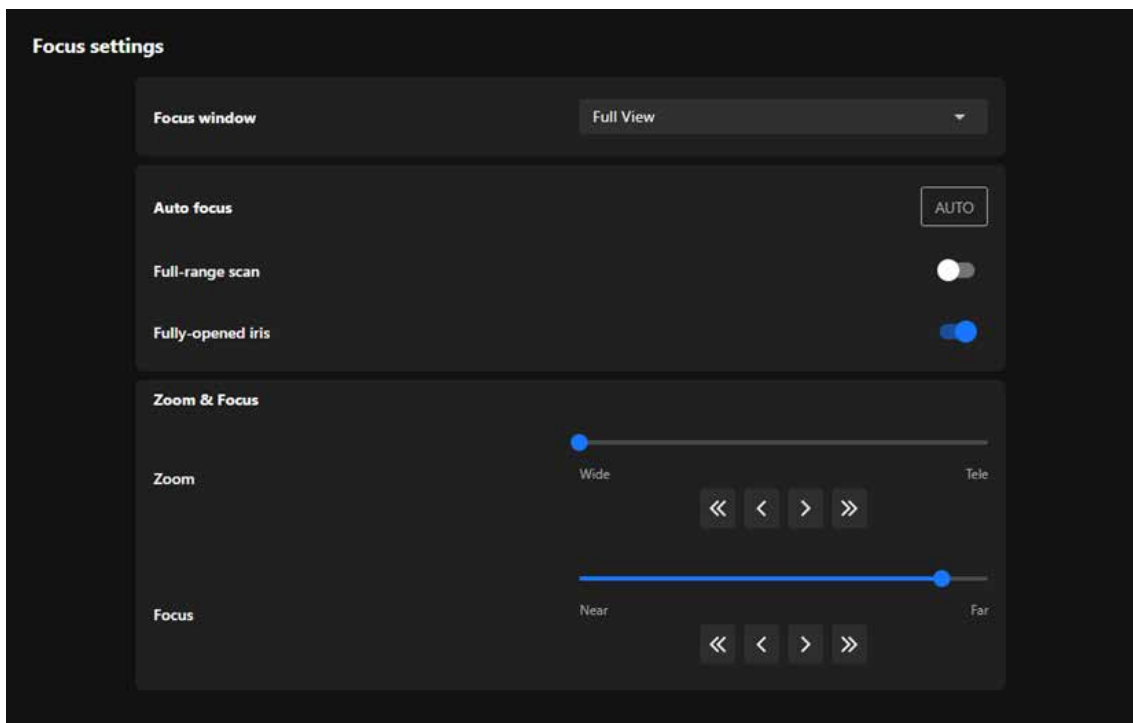 Focus settings
Focus window
Full View
Auto focus
AUTO
Full-range scan
Fully-opened iris
Zoom & Focus
Zoom
Wide
Tele
Focus
Near
Far